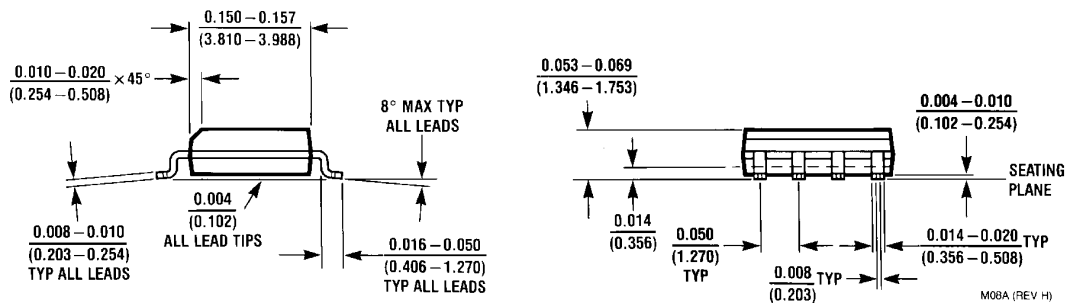 0.150 – 0.157
(3.810 – 3.988)
0.010 – 0.020 × 45°
(0.254 – 0.508)
8° MAX TYP
ALL LEADS
0.004
(0.102)
ALL LEAD TIPS
0.008 – 0.010
(0.203 – 0.254)
TYP ALL LEADS
0.016 – 0.050
(0.406 – 1.270)
TYP ALL LEADS
0.053 – 0.069
(1.346 – 1.753)
0.004 – 0.010
(0.102 – 0.254)
SEATING
PLANE
0.014
(0.356)
0.050
(1.270)
TYP
0.014 – 0.020 TYP
(0.356 – 0.508)
0.008 TYP
(0.203)
M08A (REV H)